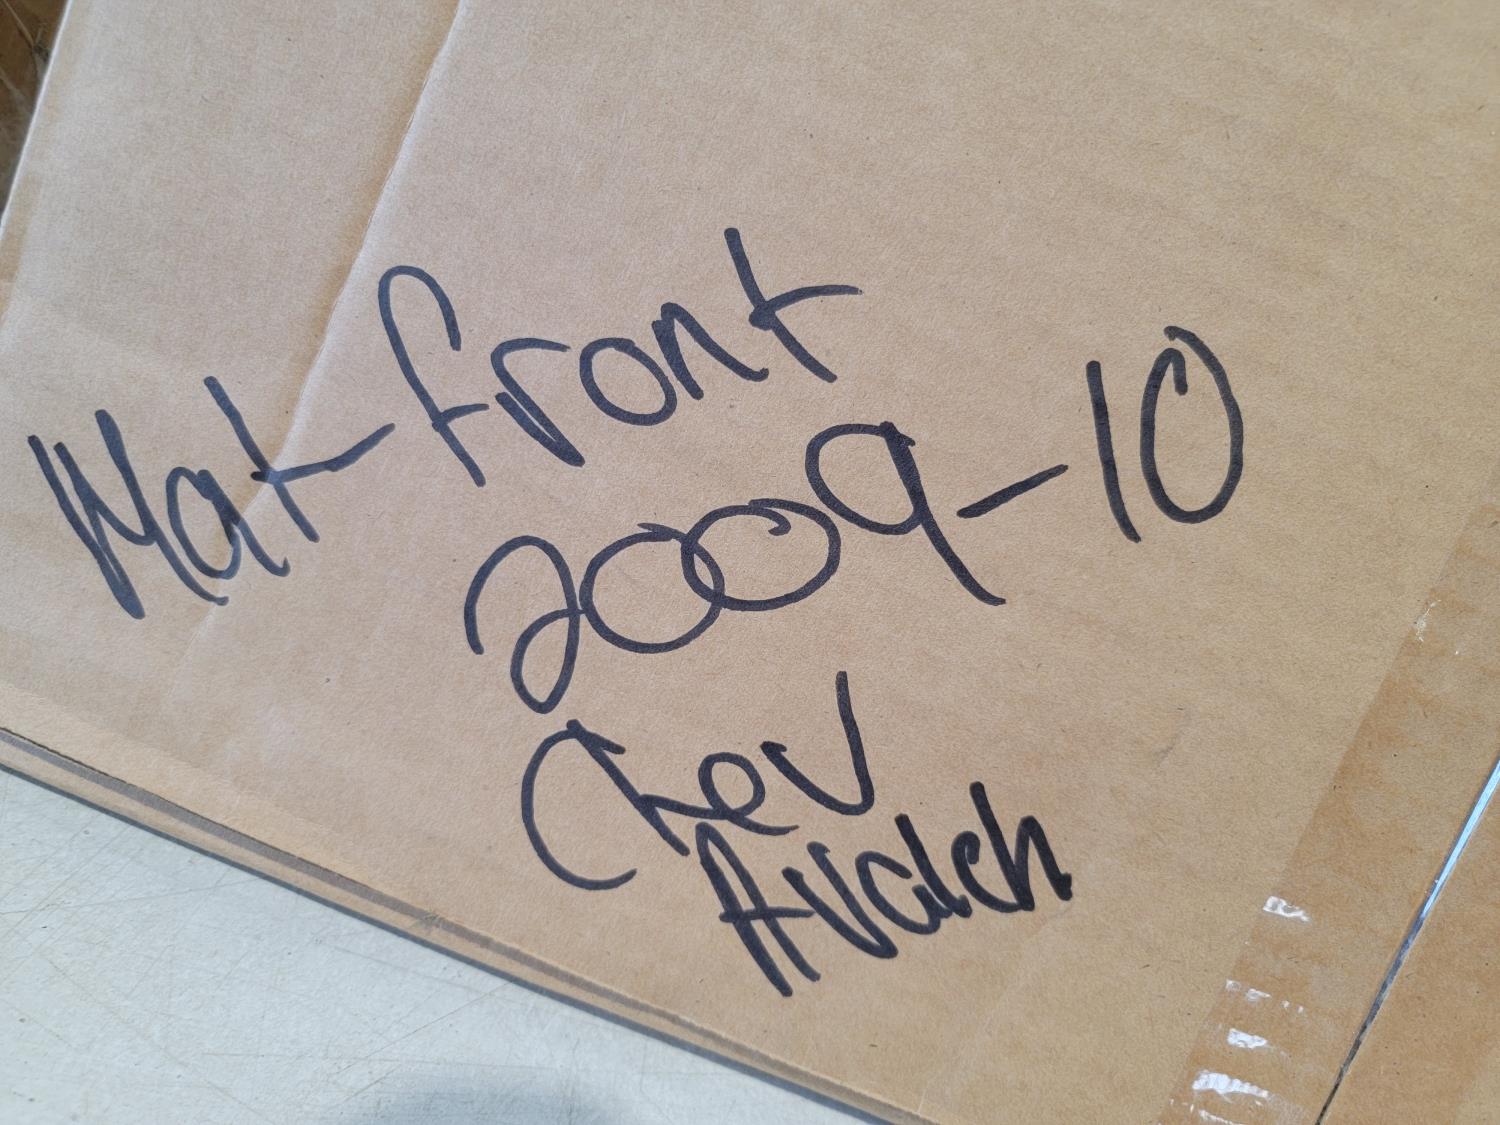 Mat-front
2009-10
Chev
Avalch